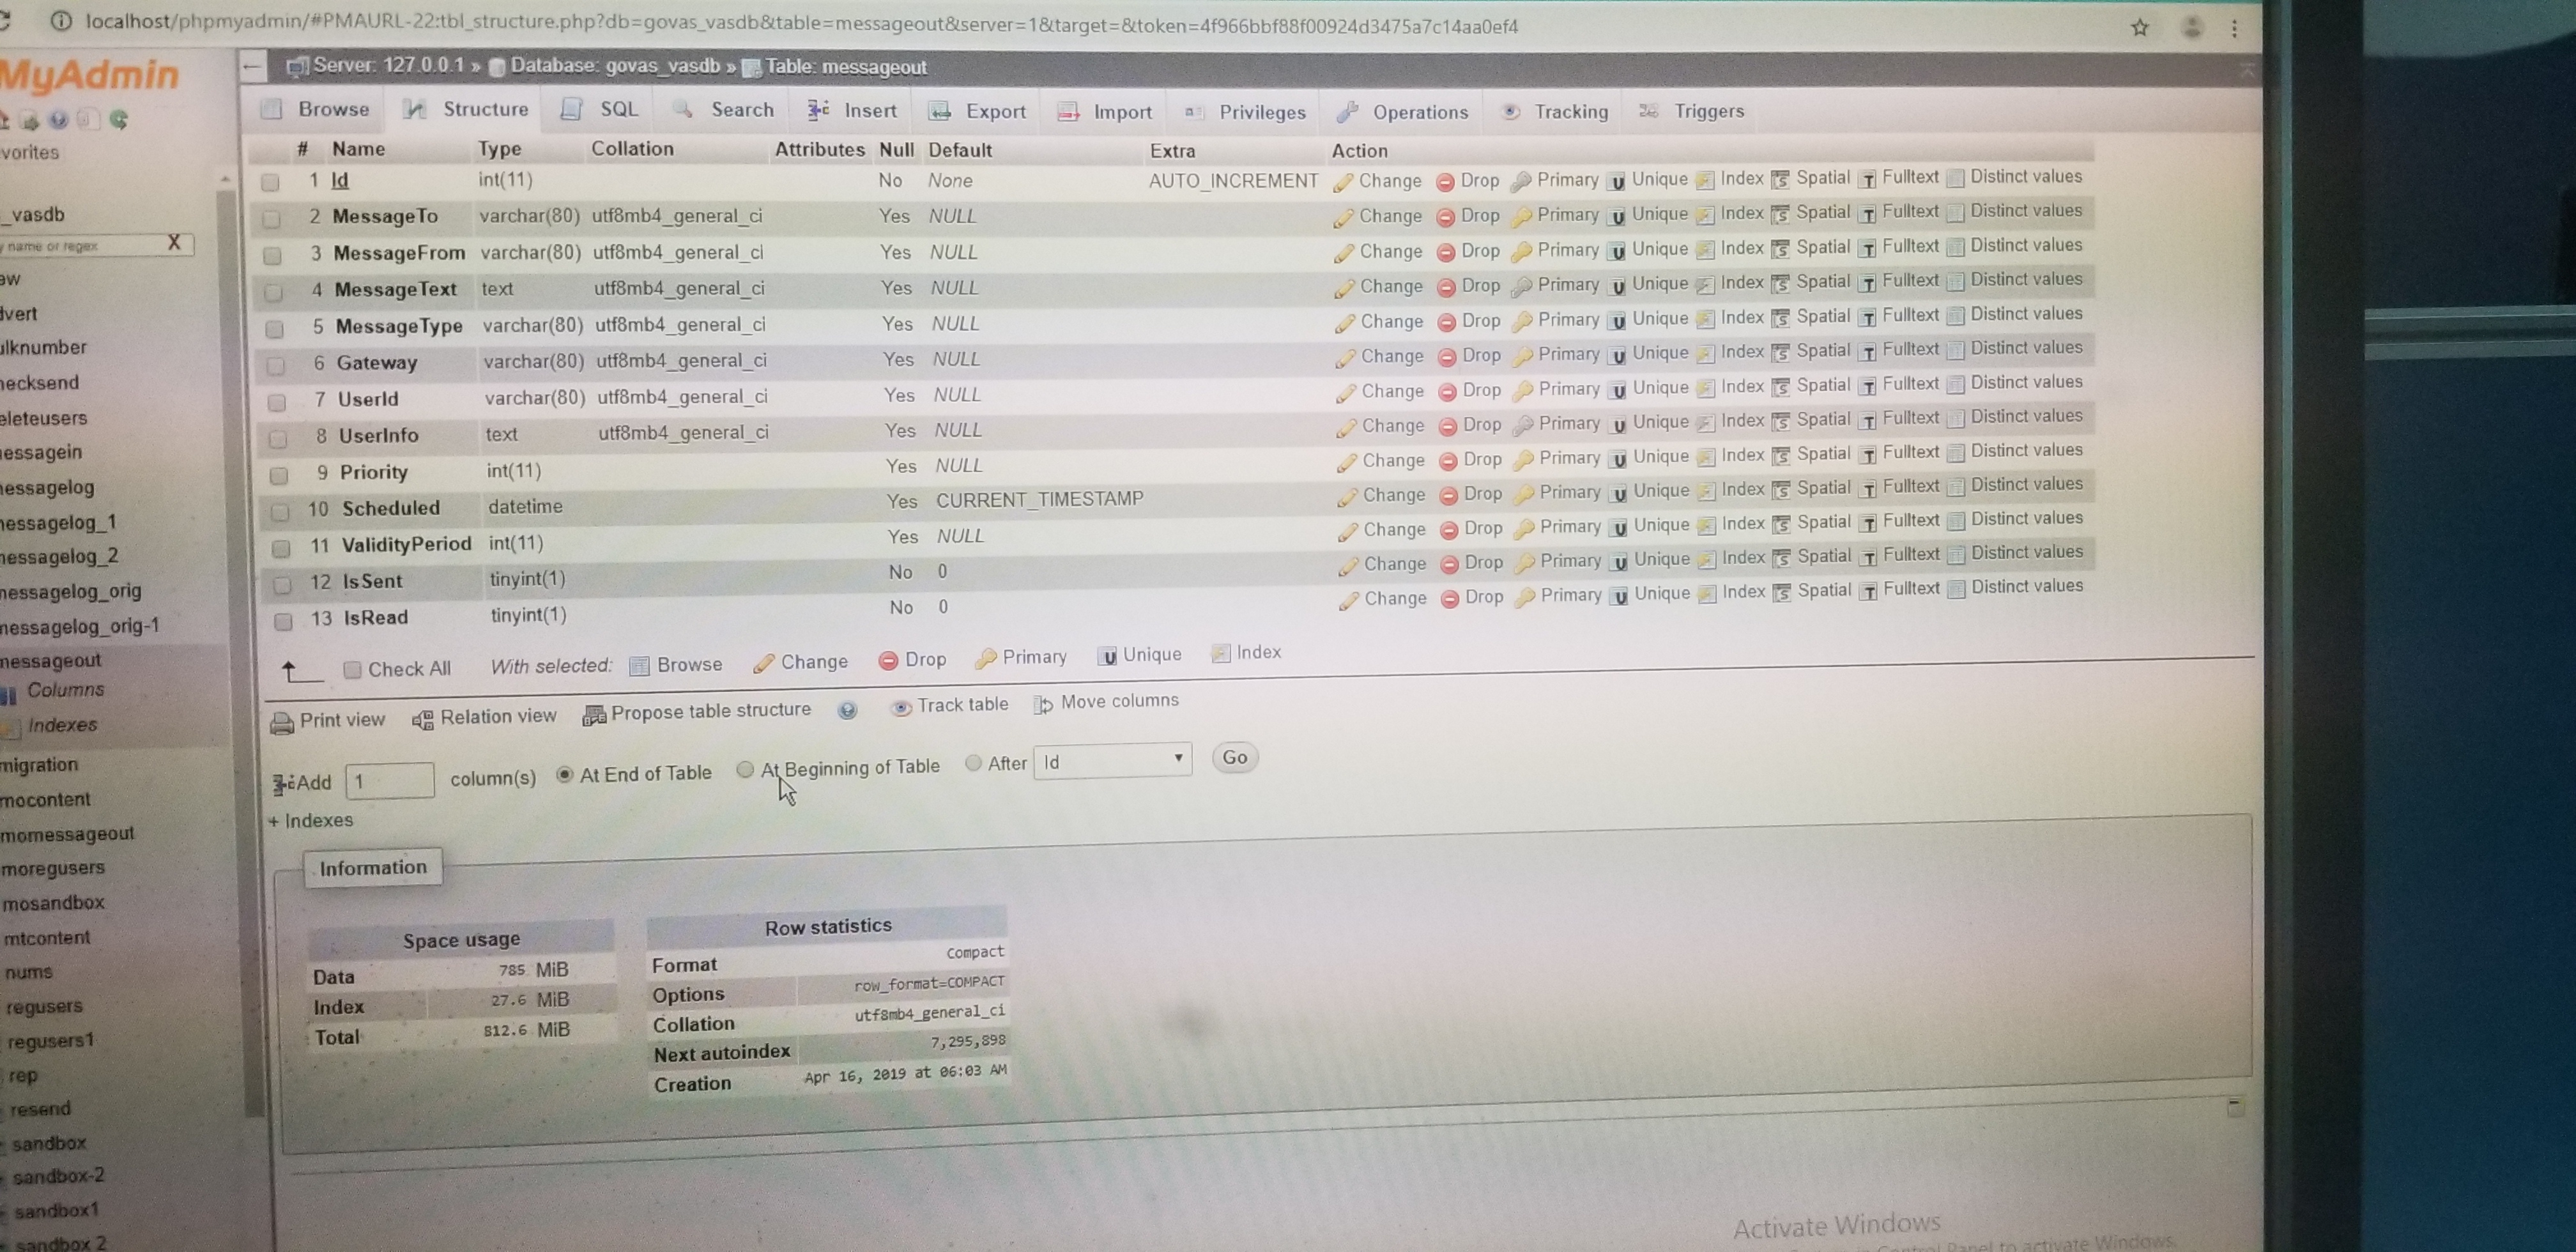 localhost/phpmyadmin/#PMAURL-22:tbl_structure.php?db=govas_vasdb&table=messageout&server=1&target=&token=4f966bbf88f00924d3475a7c14aa0ef4
MyAdmin
Server: 127.0.0.1 » Database: govas_vasdb » Table: messageout
Browse Structure SQL Search Insert Export Import Privileges Operations Tracking Triggers
vorites
_vasdb
name or regex X
aw
dvert
ulknumber
hecksend
eleteusers
essagein
essagelog
nessagelog_1
nessagelog_2
nessagelog_orig
messagelog_orig-1
messageout
Columns
Indexes
migration
mocontent
momessageout
moregusers
mosandbox
mtcontent
nums
regusers
regusers1
rep
resend
sandbox
sandbox-2
sandbox1
sandbox 2
# Name Type Collation Attributes Null Default Extra Action
1 Id int(11) No None AUTO_INCREMENT Change Drop Primary Unique Index Spatial Fulltext Distinct values
2 MessageTo varchar(80) utf8mb4_general_ci Yes NULL Change Drop Primary Unique Index Spatial Fulltext Distinct values
3 MessageFrom varchar(80) utf8mb4_general_ci Yes NULL Change Drop Primary Unique Index Spatial Fulltext Distinct values
4 MessageText text utf8mb4_general_ci Yes NULL Change Drop Primary Unique Index Spatial Fulltext Distinct values
5 MessageType varchar(80) utf8mb4_general_ci Yes NULL Change Drop Primary Unique Index Spatial Fulltext Distinct values
6 Gateway varchar(80) utf8mb4_general_ci Yes NULL Change Drop Primary Unique Index Spatial Fulltext Distinct values
7 UserId varchar(80) utf8mb4_general_ci Yes NULL Change Drop Primary Unique Index Spatial Fulltext Distinct values
8 UserInfo text utf8mb4_general_ci Yes NULL Change Drop Primary Unique Index Spatial Fulltext Distinct values
9 Priority int(11) Yes NULL Change Drop Primary Unique Index Spatial Fulltext Distinct values
10 Scheduled datetime Yes CURRENT_TIMESTAMP Change Drop Primary Unique Index Spatial Fulltext Distinct values
11 ValidityPeriod int(11) Yes NULL Change Drop Primary Unique Index Spatial Fulltext Distinct values
12 IsSent tinyint(1) No 0 Change Drop Primary Unique Index Spatial Fulltext Distinct values
13 IsRead tinyint(1) No 0 Change Drop Primary Unique Index Spatial Fulltext Distinct values
Check All With selected: Browse Change Drop Primary Unique Index
Print view Relation view Propose table structure Track table Move columns
Add 1 column(s) At End of Table At Beginning of Table After Id Go
+ Indexes
Information
Space usage
Data 785 MiB
Index 27.6 MiB
Total 812.6 MiB
Row statistics
Format Compact
Options row_format=COMPACT
Collation utf8mb4_general_ci
Next autoindex 7,295,898
Creation Apr 16, 2019 at 06:03 AM
Activate Windows
Control Panel to activate Windows.